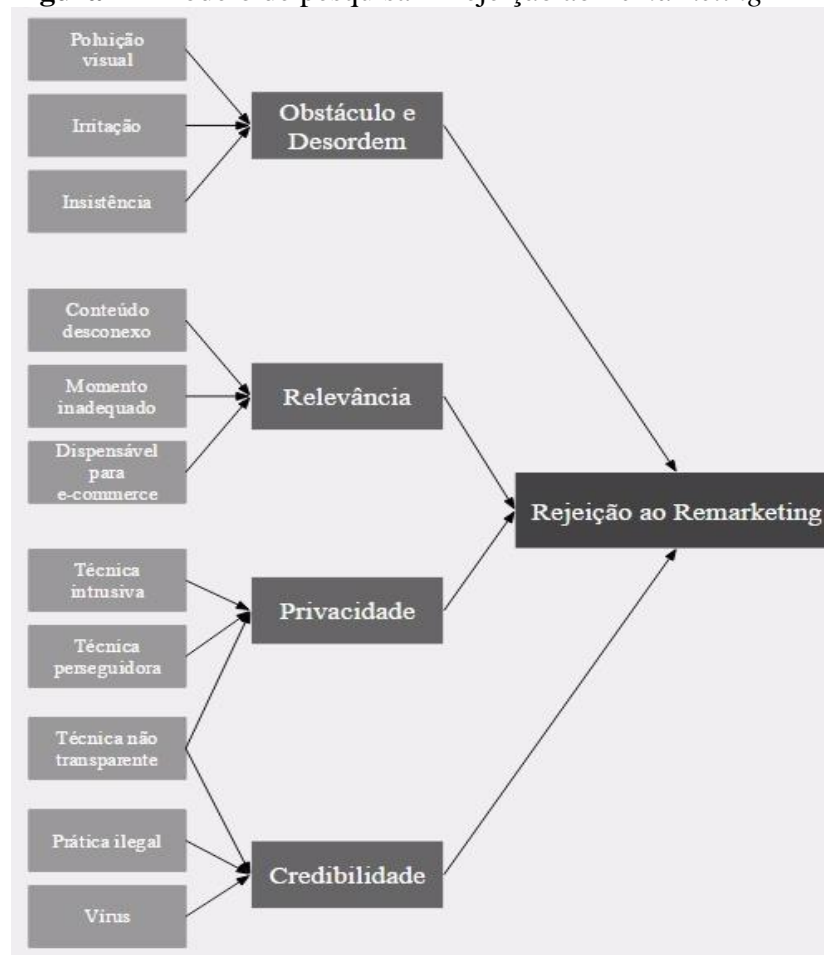 Poluição
visual
Irritação
Insistência
Obstáculo e
Desordem
Conteúdo
desconexo
Momento
inadequado
Dispensável
para
e-commerce
Relevância
Rejeição ao Remarketing
Técnica
intrusiva
Técnica
perseguidora
Privacidade
Técnica não
transparente
Prática ilegal
Vírus
Credibilidade